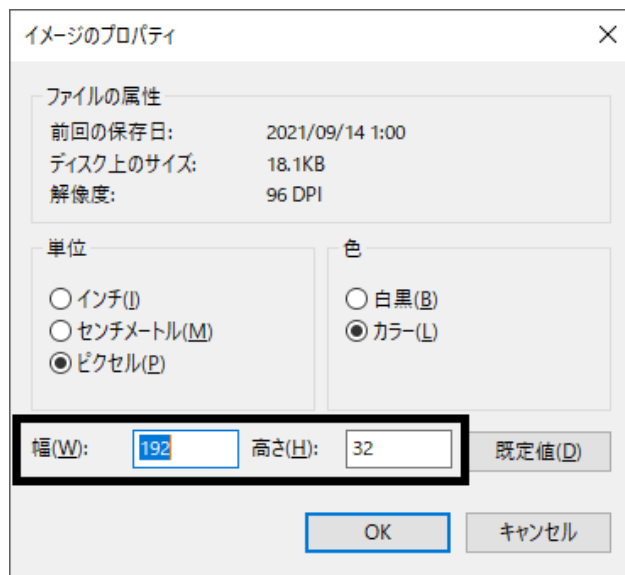 イメージのプロパティ
ファイルの属性
前回の保存日: 2021/09/14 1:00
ディスク上のサイズ: 18.1KB
解像度: 96 DPI
単位
インチ(I)
センチメートル(M)
ピクセル(P)
色
白黒(B)
カラー(L)
幅(W): 192 高さ(H): 32 既定値(D)
OK キャンセル